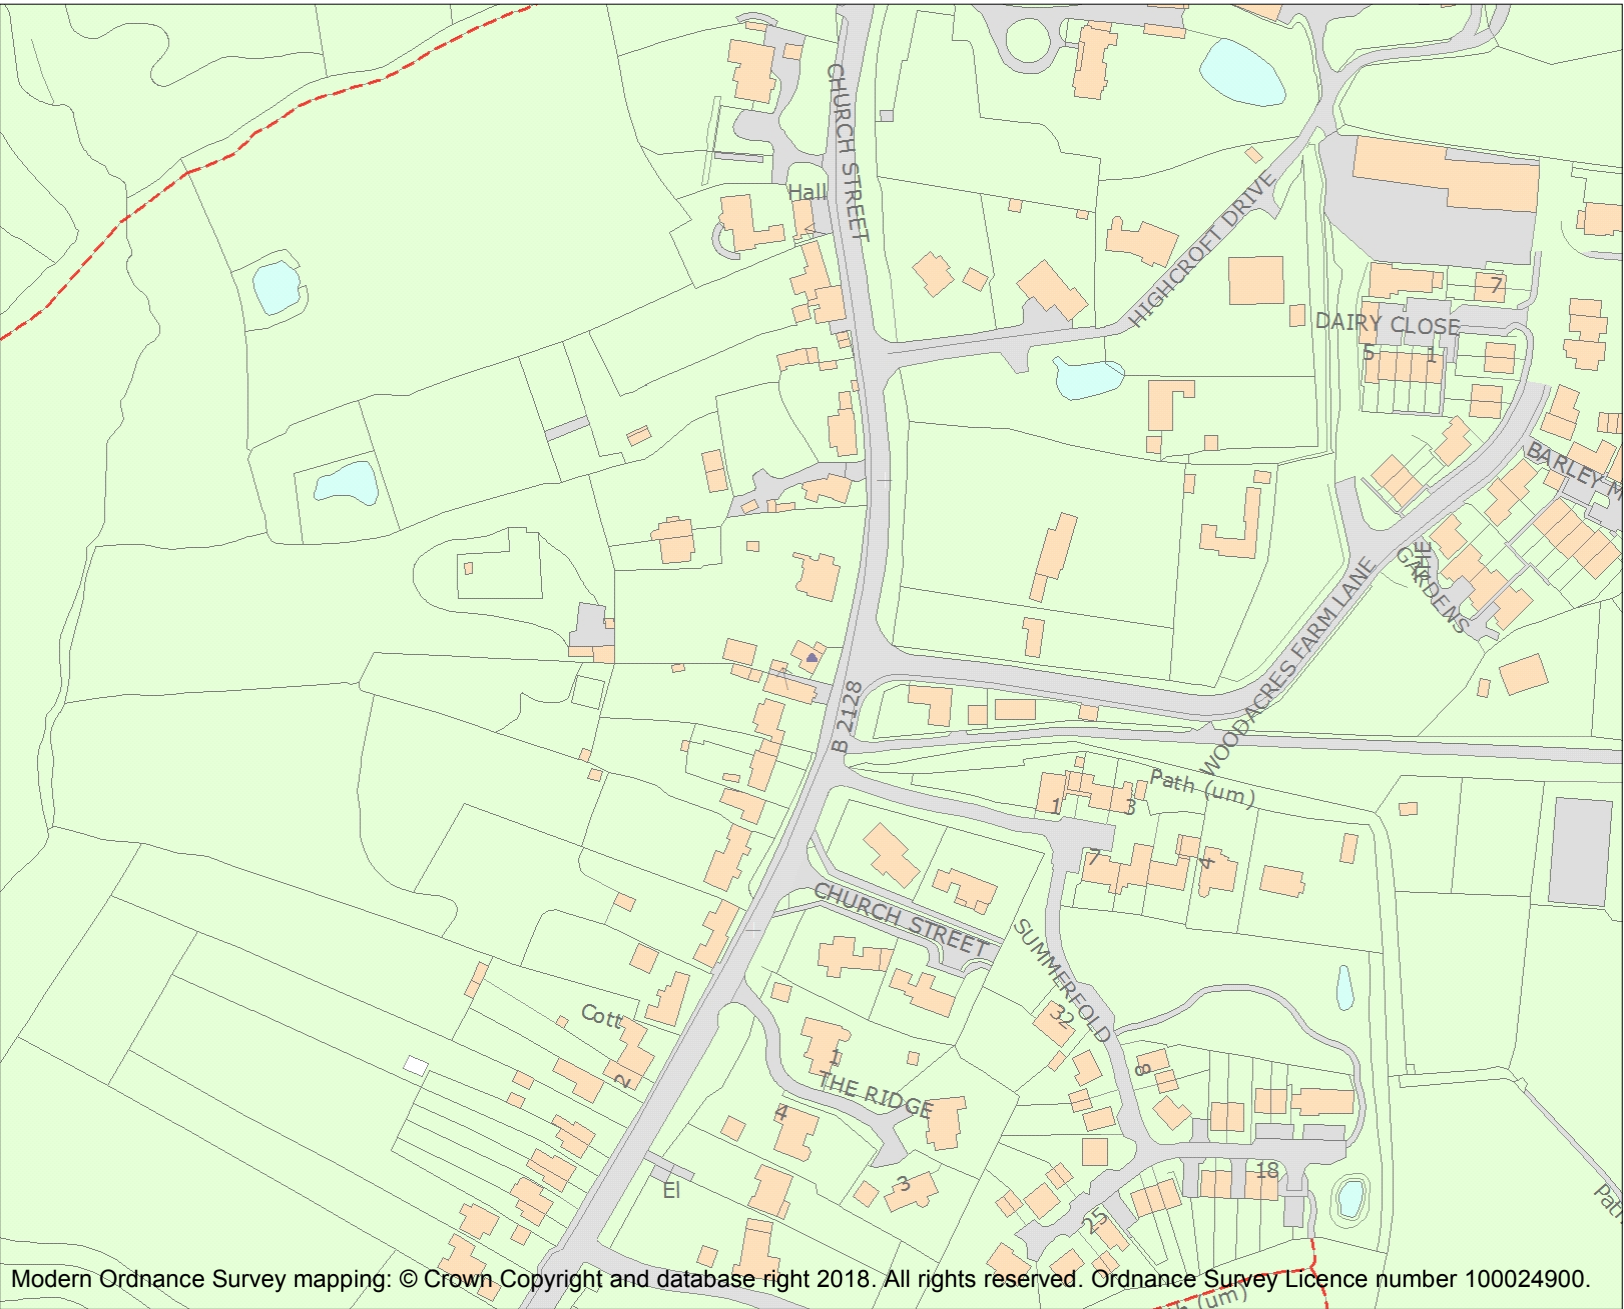 CHURCH STREET
Hall
HIGHCROFT DRIVE
7
DAIRY CLOSE
5
1
BARLEY M
THE
GARDENS
WOODACRES FARM LANE
B 2128
Path (um)
1
3
7
4
CHURCH STREET
SUMMERFOLD
Cott
32
2
1
THE RIDGE
8
4
18
3
El
25
Path
h (um)
Modern Ordnance Survey mapping: © Crown Copyright and database right 2018. All rights reserved. Ordnance Survey Licence number 100024900.